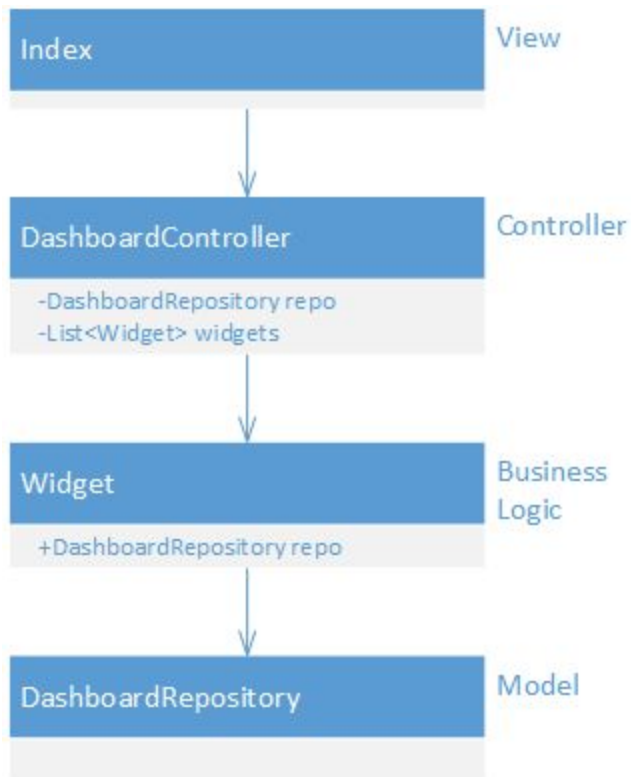 Index
View
DashboardController
Controller
-DashboardRepository repo
-List<Widget> widgets
Widget
Business
Logic
+DashboardRepository repo
DashboardRepository
Model